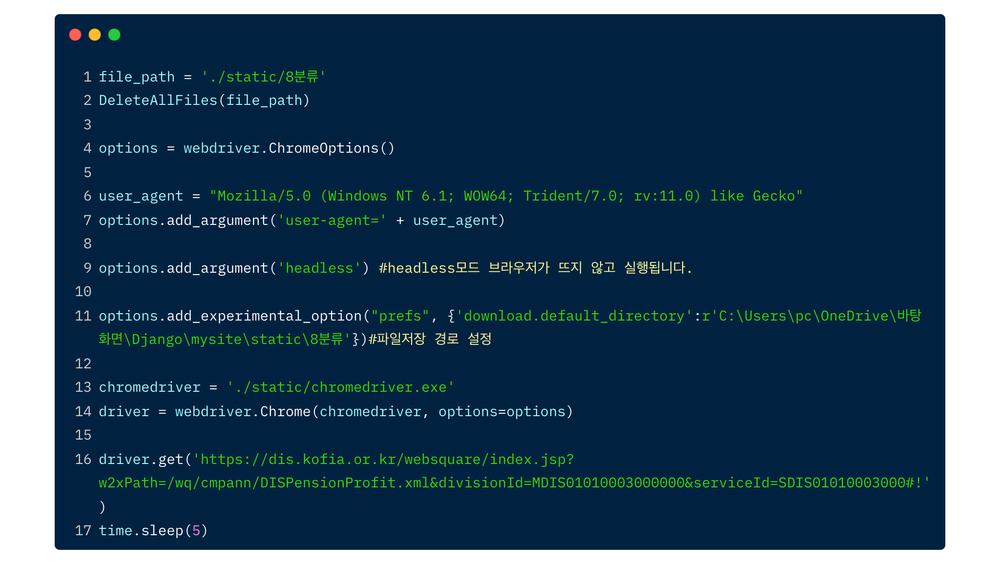 1 file_path = './static/8분류'
2 DeleteAllFiles(file_path)
3
4 options = webdriver.ChromeOptions()
5
6 user_agent = "Mozilla/5.0 (Windows NT 6.1; WOW64; Trident/7.0; rv:11.0) like Gecko"
7 options.add_argument('user-agent=' + user_agent)
8
9 options.add_argument('headless') #headless모드 브라우저가 뜨지 않고 실행됩니다.
10
11 options.add_experimental_option("prefs", {'download.default_directory':r'C:\Users\pc\OneDrive\바탕
화면\Django\mysite\static\8분류'})#파일저장 경로 설정
12
13 chromedriver = './static/chromedriver.exe'
14 driver = webdriver.Chrome(chromedriver, options=options)
15
16 driver.get('https://dis.kofia.or.kr/websquare/index.jsp?
w2xPath=/wq/cmpann/DISPensionProfit.xml&divisionId=MDIS01010003000000&serviceId=SDIS01010003000#!'
)
17 time.sleep(5)